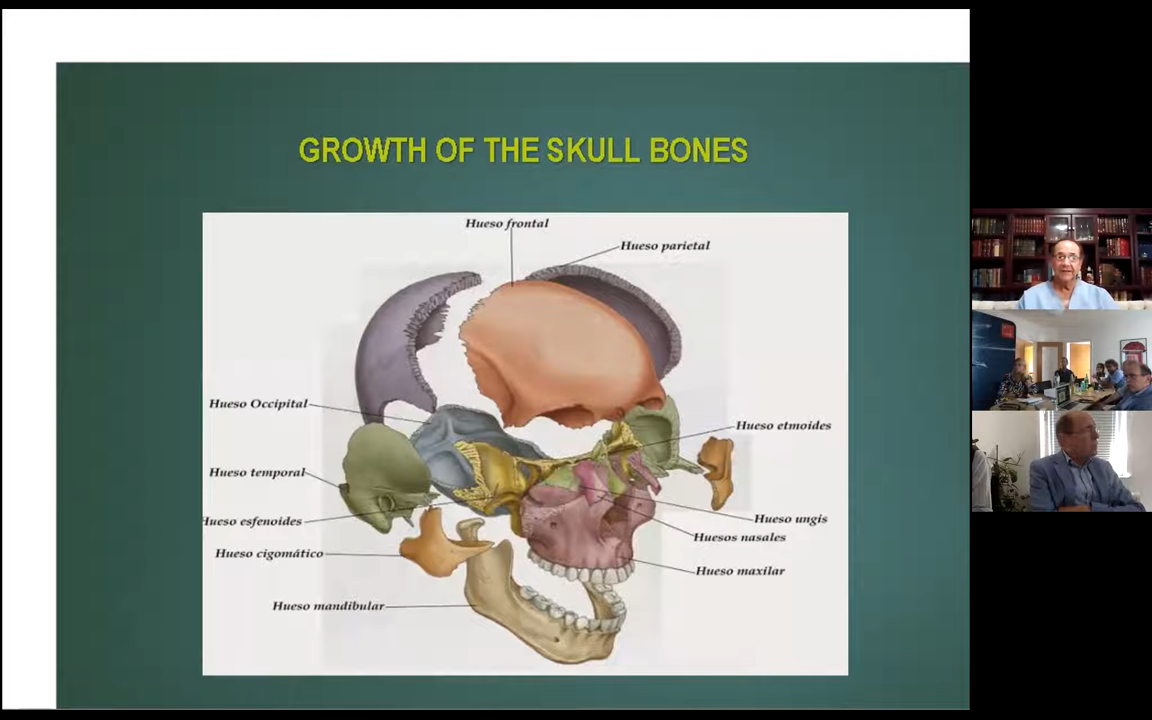 GROWTH OF THE SKULL BONES
Hueso frontal
Hueso parietal
Hueso Occipital
Hueso etmoides
Hueso temporal
Hueso esfenoides
Hueso ungis
Huesos nasales
Hueso cigomático
Hueso maxilar
Hueso mandibular